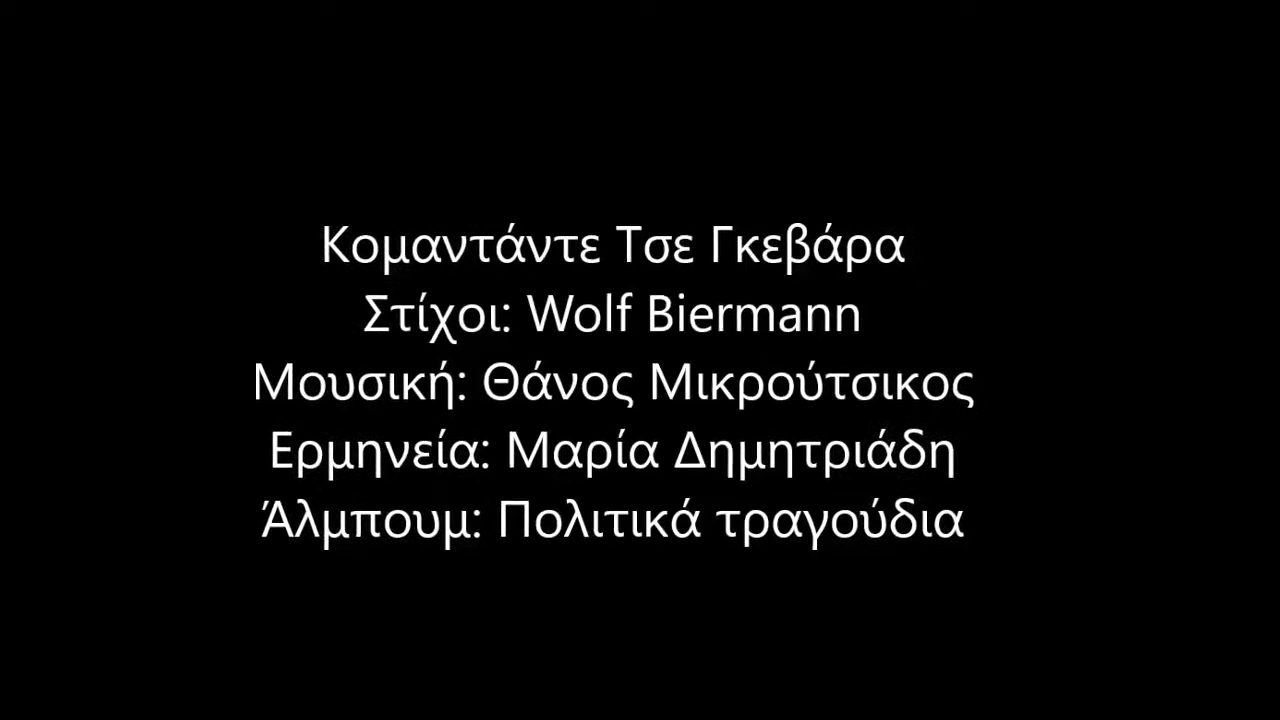 Κομαντάντε Τσε Γκεβάρα
Στίχοι: Wolf Biermann
Μουσική: Θάνος Μικρούτσικος
Ερμηνεία: Μαρία Δημητριάδη
Άλμπουμ: Πολιτικά τραγούδια